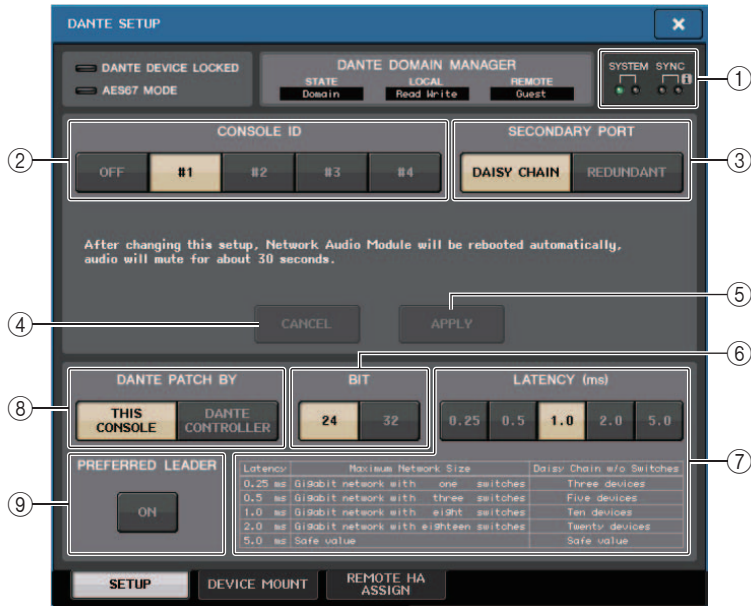 DANTE SETUP
×
DANTE DEVICE LOCKED
AES67 MODE
DANTE DOMAIN MANAGER
STATE LOCAL REMOTE
Domain Read Write Guest
SYSTEM SYNC
i
①
CONSOLE ID
OFF #1 #2 #3 #4
②
SECONDARY PORT
DAISY CHAIN REDUNDANT
③
After changing this setup, Network Audio Module will be rebooted automatically,
audio will mute for about 30 seconds.
④
CANCEL
APPLY
⑤
⑥
DANTE PATCH BY
THIS
CONSOLE
DANTE
CONTROLLER
⑧
BIT
24 32
LATENCY (ms)
0.25 0.5 1.0 2.0 5.0
⑦
PREFERRED LEADER
ON
⑨
Latency Maximum Network Size Daisy Chain w/o Switches
0.25 ms Gigabit network with one switches Three devices
0.5 ms Gigabit network with three switches Five devices
1.0 ms Gigabit network with eight switches Ten devices
2.0 ms Gigabit network with eighteen switches Twenty devices
5.0 ms Safe value Safe value
SETUP
DEVICE MOUNT
REMOTE HA
ASSIGN